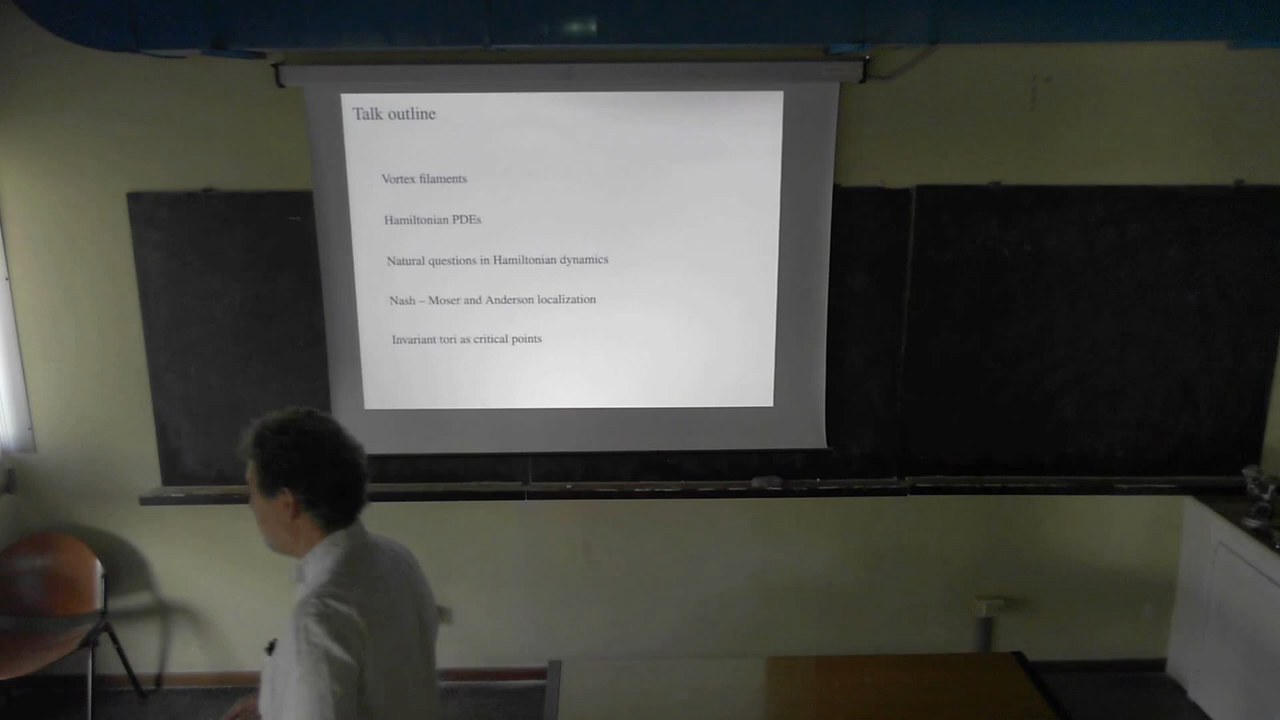 Talk outline
Vortex filaments
Hamiltonian PDEs
Natural questions in Hamiltonian dynamics
Nash – Moser and Anderson localization
Invariant tori as critical points